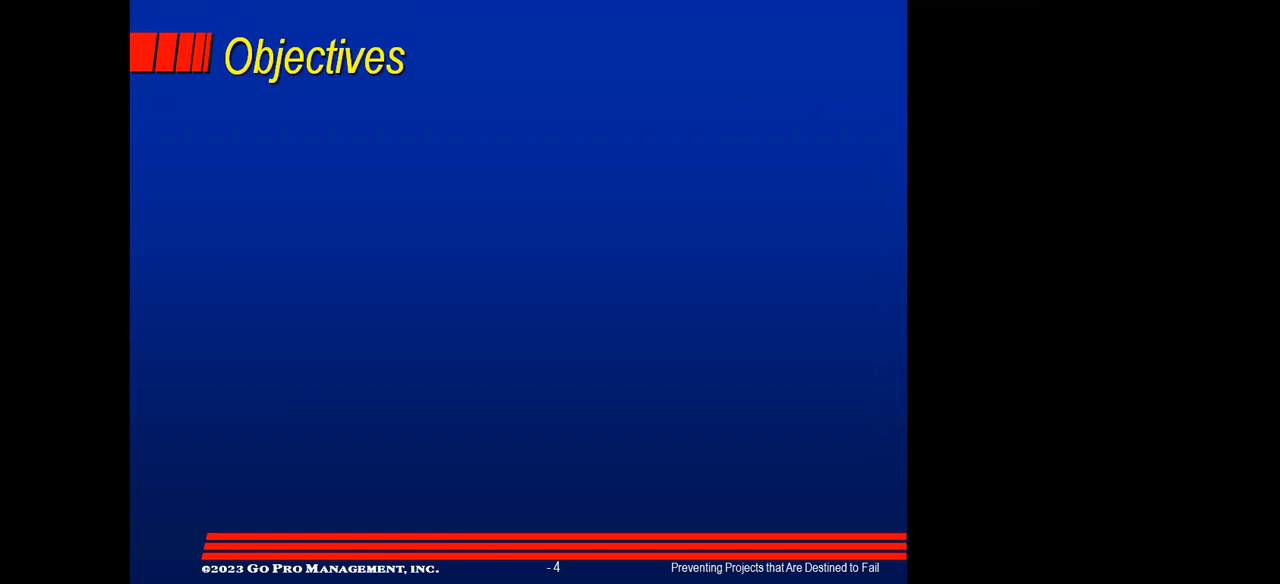 Objectives
©2023 GO PRO MANAGEMENT, INC.
- 4
Preventing Projects that Are Destined to Fail